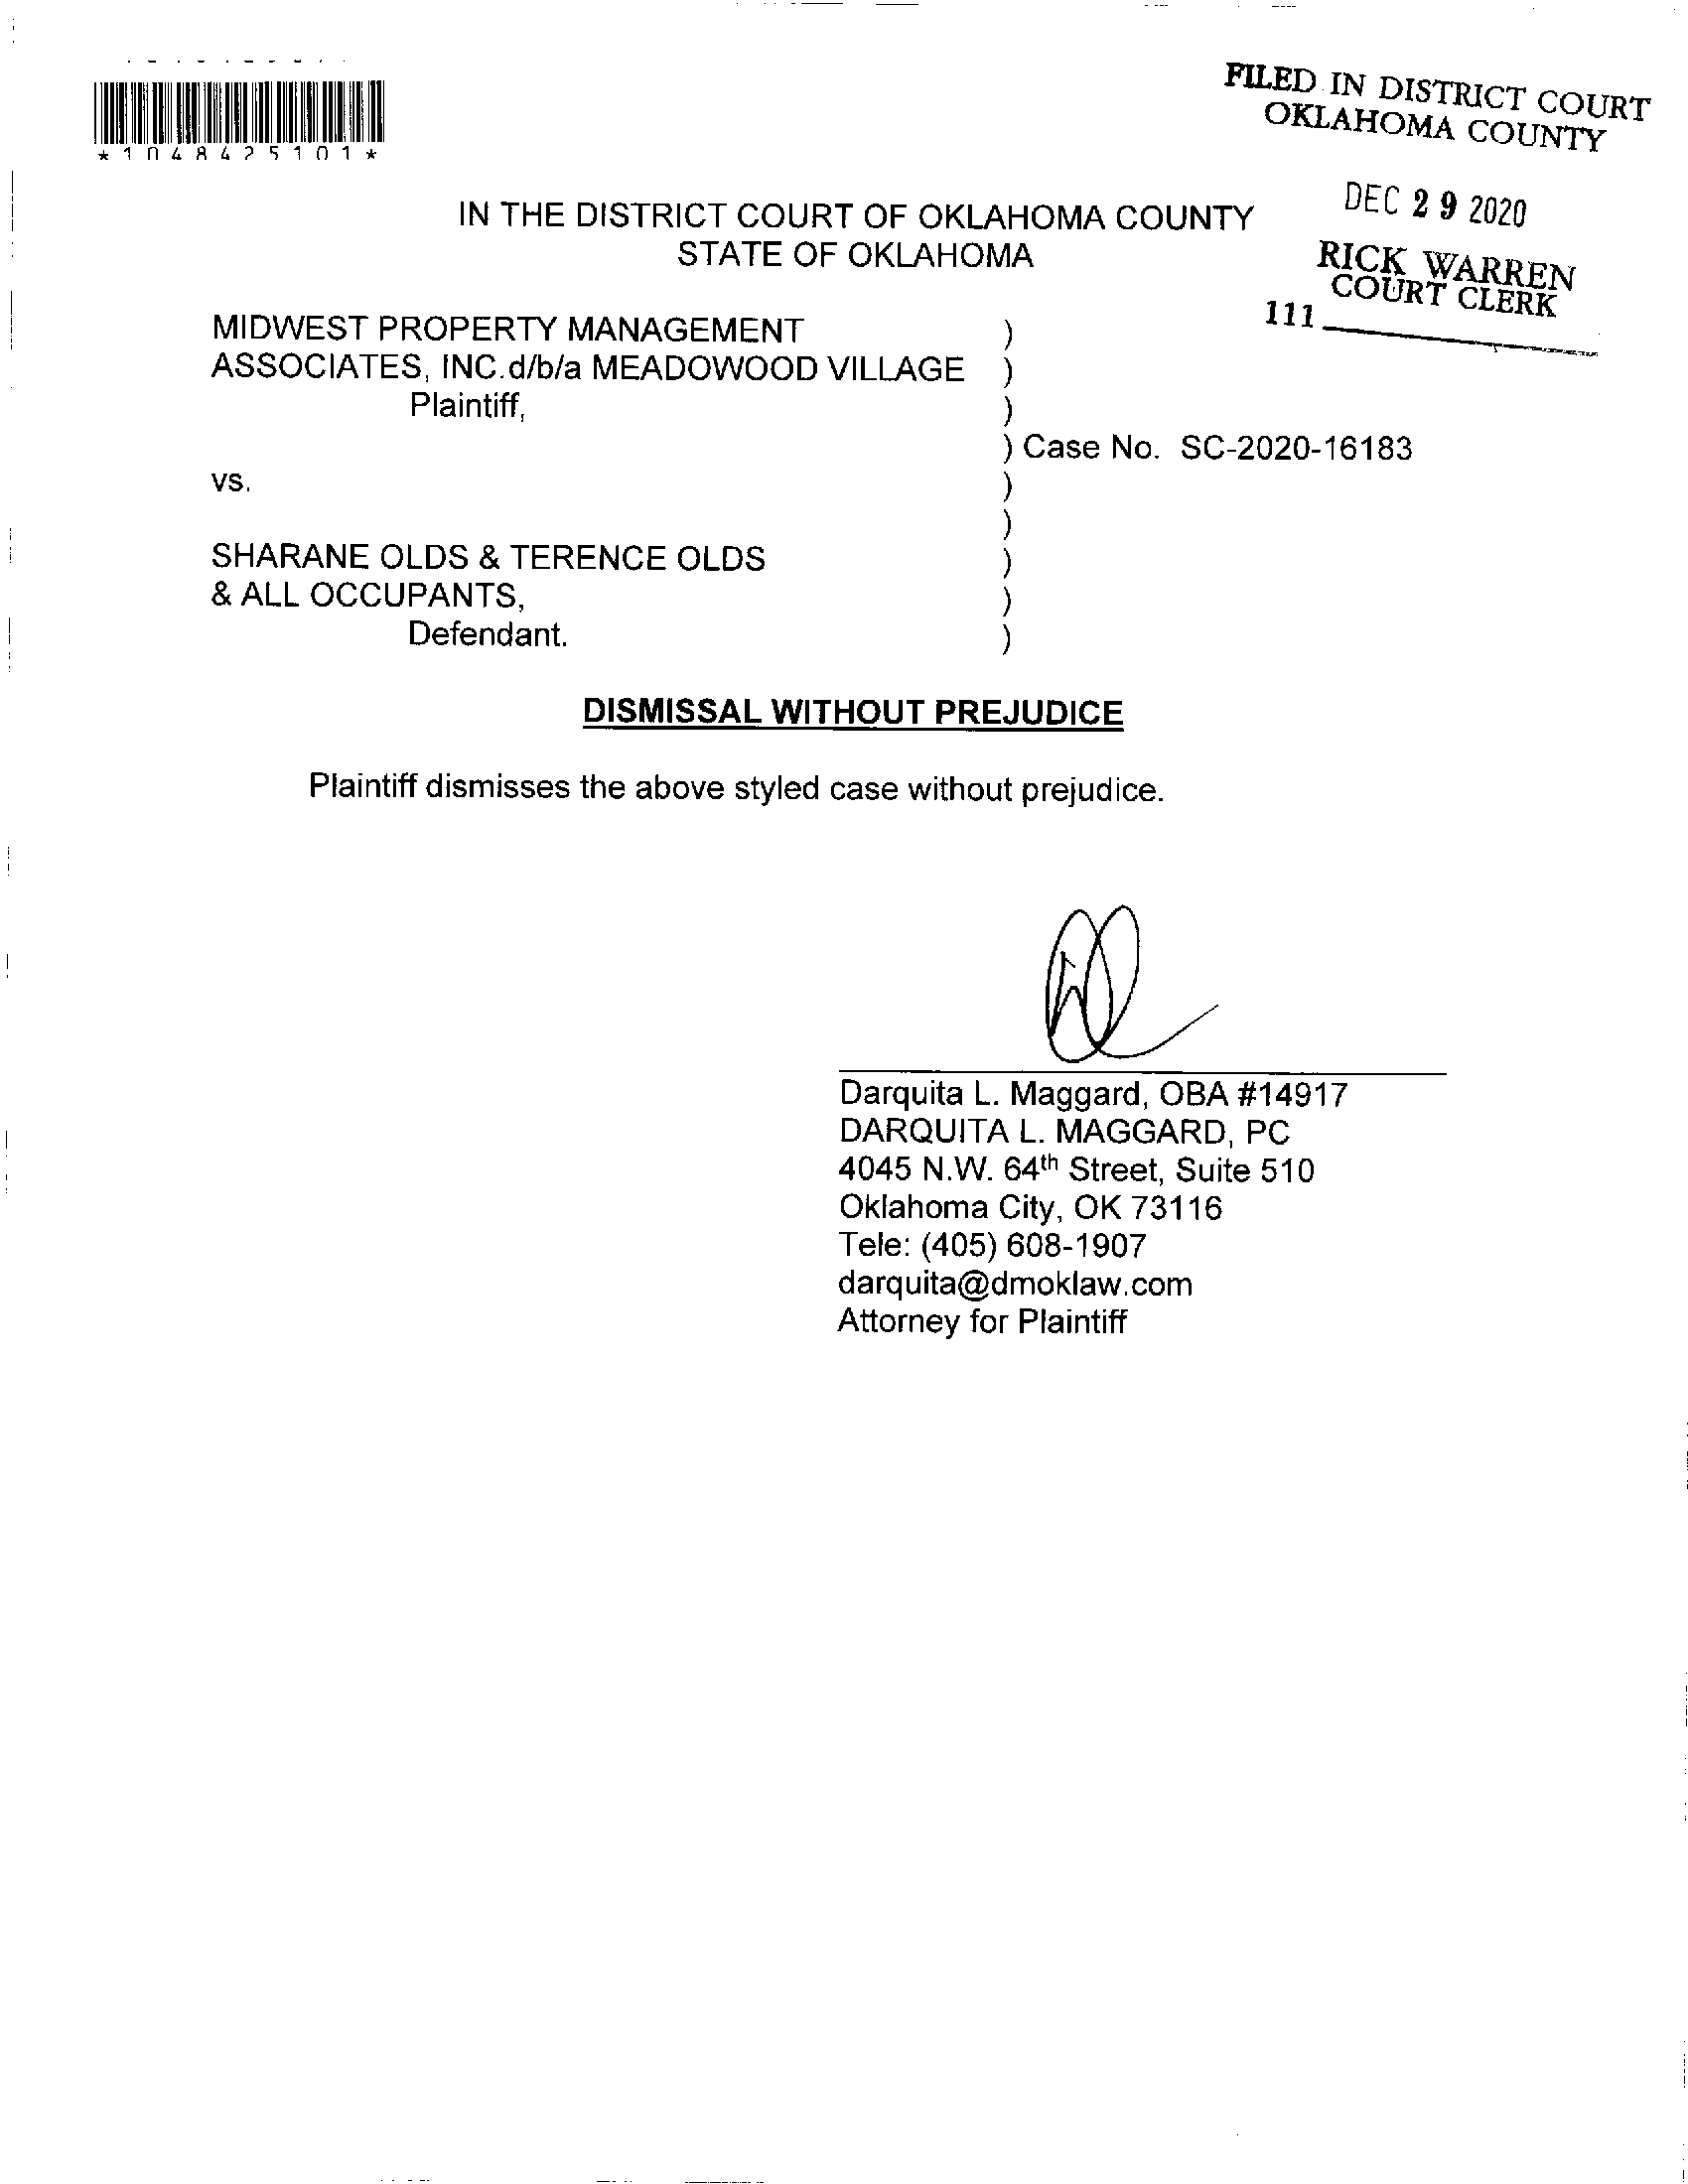 *1048425101*
FILED IN DISTRICT COURT
OKLAHOMA COUNTY
DEC 29 2020
RICK WARREN
COURT CLERK
111
IN THE DISTRICT COURT OF OKLAHOMA COUNTY
STATE OF OKLAHOMA
MIDWEST PROPERTY MANAGEMENT )
ASSOCIATES, INC.d/b/a MEADOWOOD VILLAGE )
Plaintiff, )
) Case No. SC-2020-16183
vs. )
)
SHARANE OLDS & TERENCE OLDS )
& ALL OCCUPANTS, )
Defendant. )
DISMISSAL WITHOUT PREJUDICE
Plaintiff dismisses the above styled case without prejudice.
Darquita L. Maggard, OBA #14917
DARQUITA L. MAGGARD, PC
4045 N.W. 64th Street, Suite 510
Oklahoma City, OK 73116
Tele: (405) 608-1907
darquita@dmoklaw.com
Attorney for Plaintiff